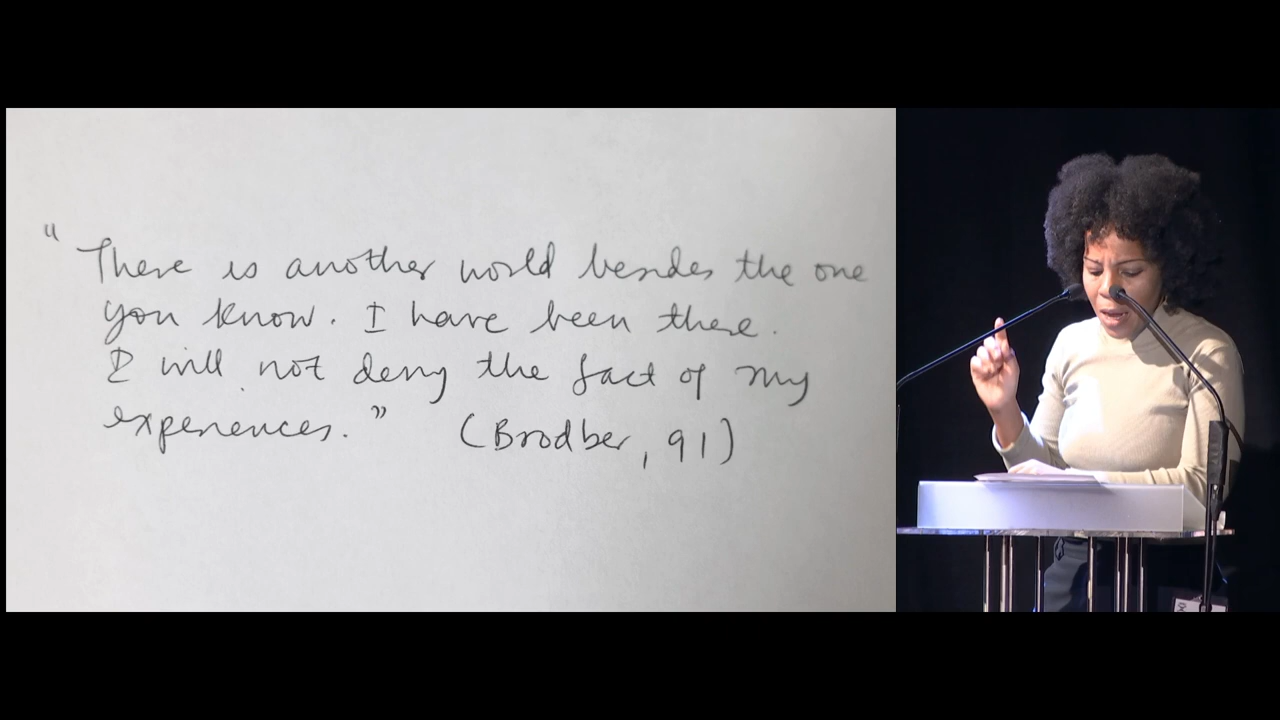 "There is another world besides the one
you know. I have been there.
I will not deny the fact of my
experiences." (Brodber, 91)